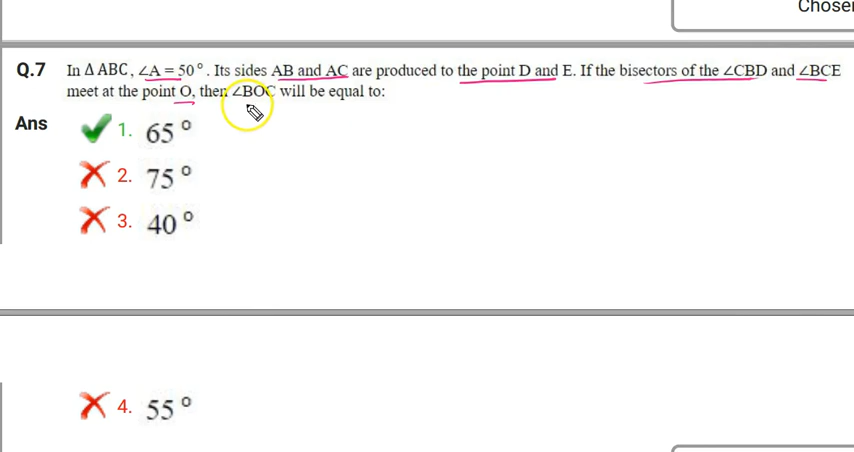 Chosen
Q.7 In Δ ABC, ∠A = 50°. Its sides AB and AC are produced to the point D and E. If the bisectors of the ∠CBD and ∠BCE
meet at the point O, then ∠BOC will be equal to:
Ans 1. 65°
2. 75°
3. 40°
4. 55°